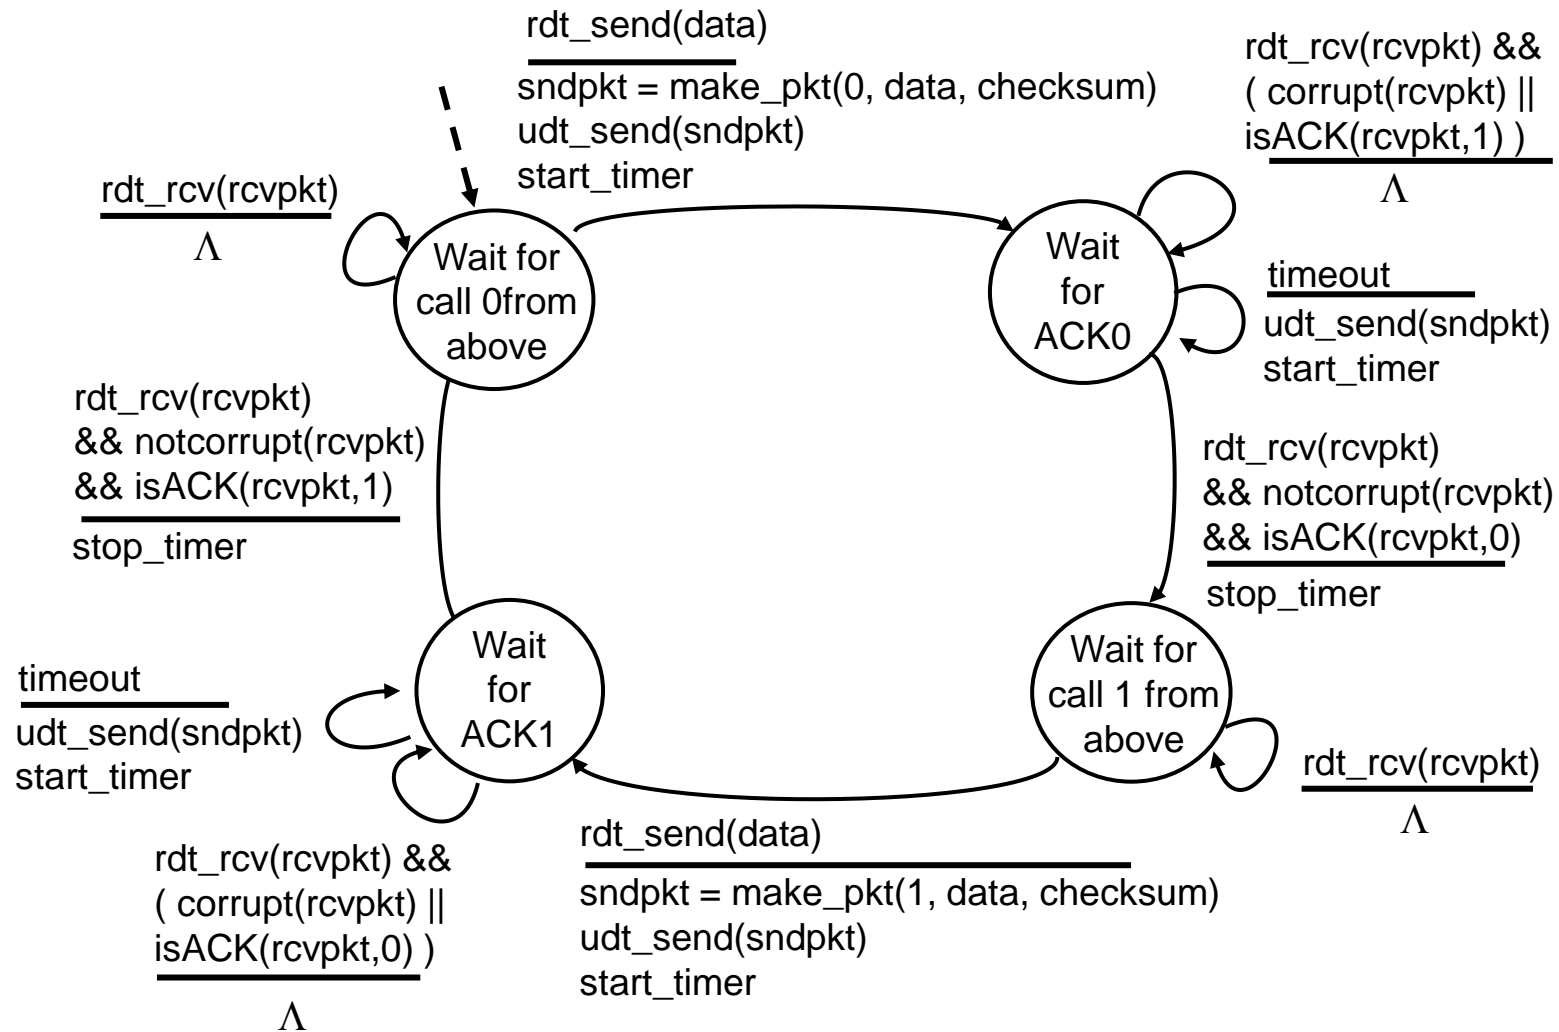 rdt_send(data)
sndpkt = make_pkt(0, data, checksum)
udt_send(sndpkt)
start_timer
rdt_rcv(rcvpkt) &&
( corrupt(rcvpkt) ||
isACK(rcvpkt,1) )
Λ
rdt_rcv(rcvpkt)
Λ
Wait for
call 0from
above
Wait
for
ACK0
timeout
udt_send(sndpkt)
start_timer
rdt_rcv(rcvpkt)
&& notcorrupt(rcvpkt)
&& isACK(rcvpkt,1)
stop_timer
rdt_rcv(rcvpkt)
&& notcorrupt(rcvpkt)
&& isACK(rcvpkt,0)
stop_timer
Wait
for
ACK1
Wait for
call 1 from
above
timeout
udt_send(sndpkt)
start_timer
rdt_rcv(rcvpkt)
Λ
rdt_rcv(rcvpkt) &&
( corrupt(rcvpkt) ||
isACK(rcvpkt,0) )
Λ
rdt_send(data)
sndpkt = make_pkt(1, data, checksum)
udt_send(sndpkt)
start_timer